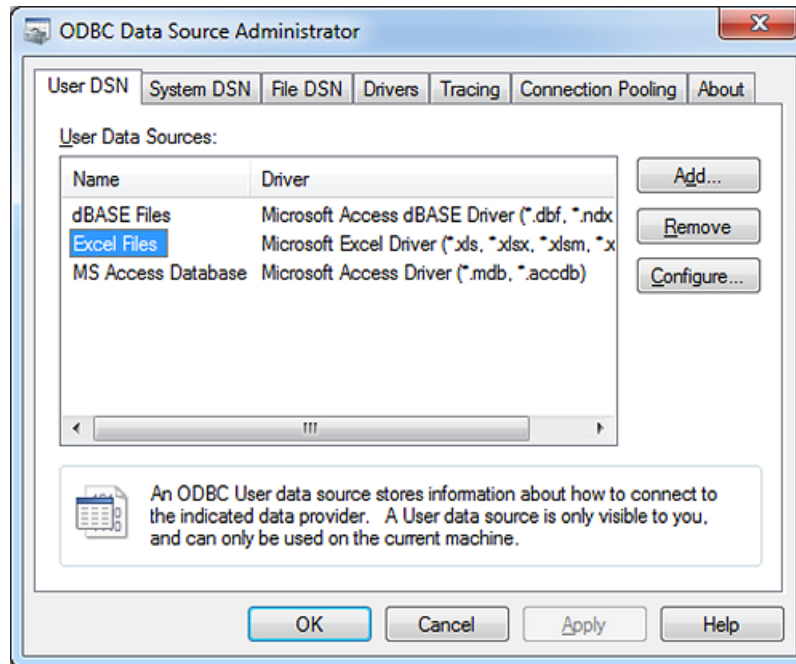 ODBC Data Source Administrator
User DSN System DSN File DSN Drivers Tracing Connection Pooling About
User Data Sources:
Name Driver
dBASE Files Microsoft Access dBASE Driver (*.dbf, *.ndx
Excel Files Microsoft Excel Driver (*.xls, *.xlsx, *.xlsm, *.x
MS Access Database Microsoft Access Driver (*.mdb, *.accdb)
Add...
Remove
Configure...
An ODBC User data source stores information about how to connect to
the indicated data provider. A User data source is only visible to you,
and can only be used on the current machine.
OK Cancel Apply Help